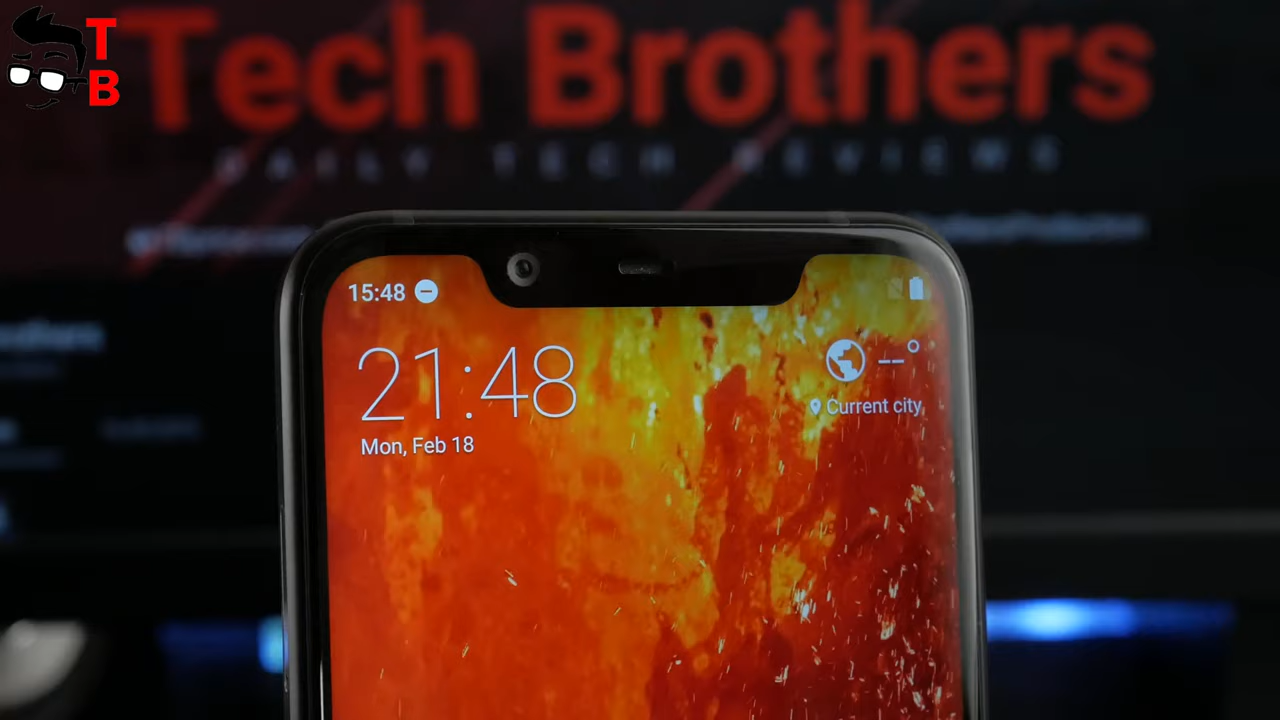 T
B
Tech Brothers
DAILY TECH REVIEWS
15:48
21:48
--°
Current city
Mon, Feb 18